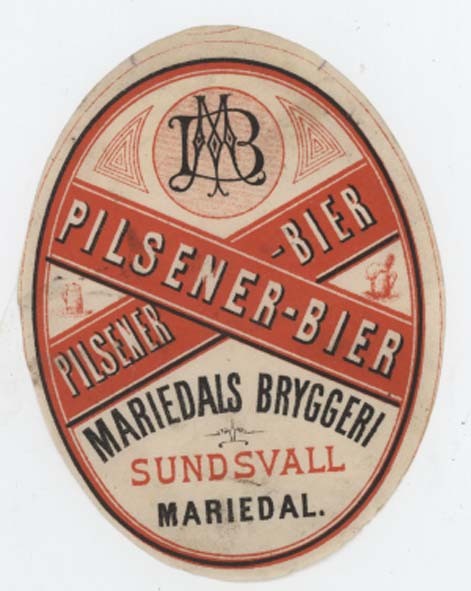 MB
PILSENER-BIER
PILSENER-BIER
MARIEDALS BRYGGERI
SUNDSVALL
MARIEDAL.